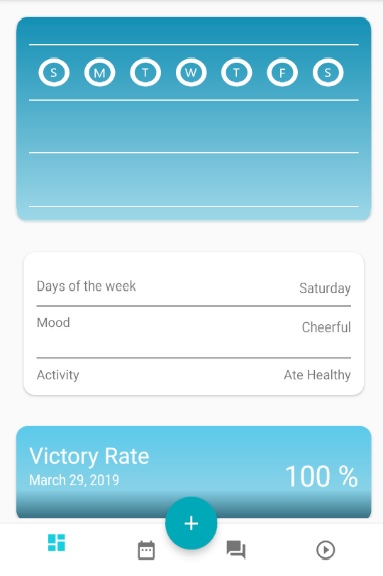 S M T W T F S
Days of the week Saturday
Mood Cheerful
Activity Ate Healthy
Victory Rate
March 29, 2019 100 %